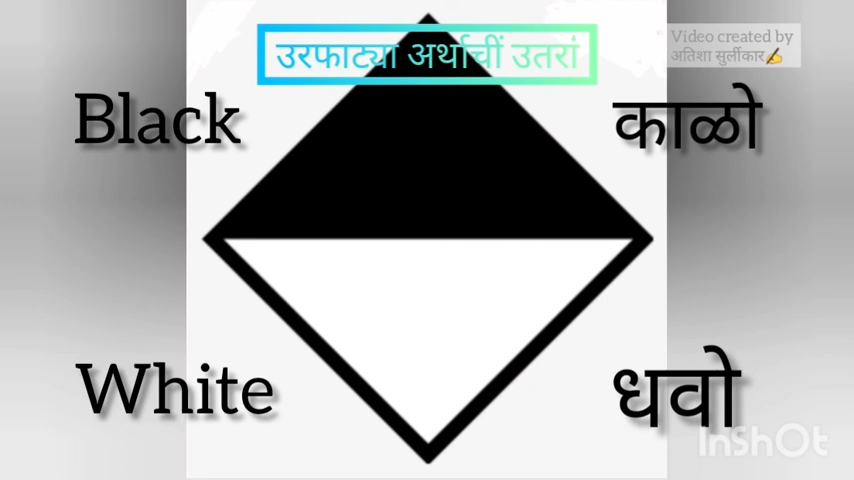 उरफाट्या अर्थाचीं उतरां
Video created by
अतिशा सुर्लीकार✍️
Black
काळो
White
धवो
InShOt